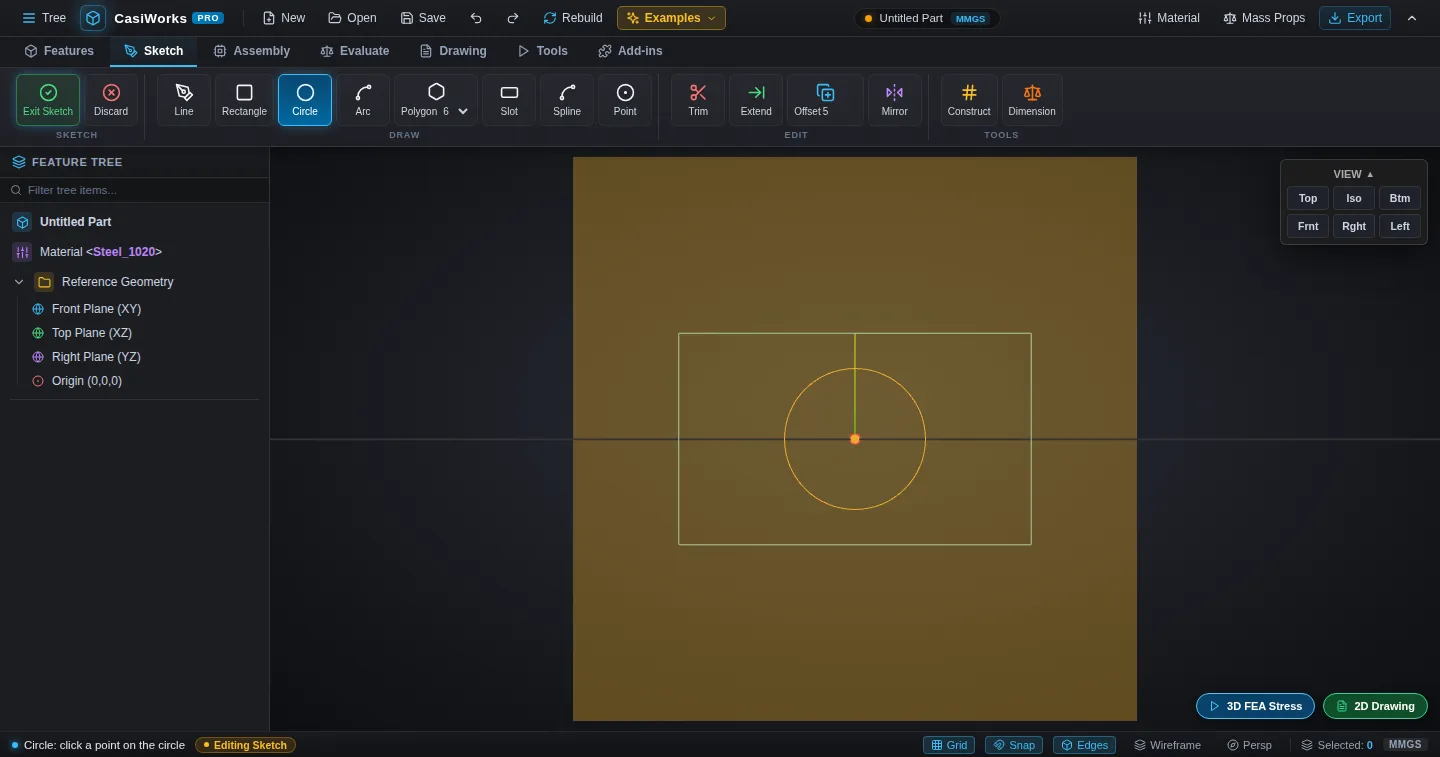 Tree CasiWorks PRO New Open Save Rebuild Examples Untitled Part MMGS Material Mass Props Export
Features Sketch Assembly Evaluate Drawing Tools Add-ins
Exit Sketch Discard Line Rectangle Circle Arc Polygon 6 Slot Spline Point Trim Extend Offset 5 Mirror Construct Dimension
SKETCH DRAW EDIT TOOLS
FEATURE TREE
Filter tree items...
Untitled Part
Material <Steel_1020>
Reference Geometry
Front Plane (XY)
Top Plane (XZ)
Right Plane (YZ)
Origin (0,0,0)
VIEW ▲
Top Iso Btm
Frnt Rght Left
3D FEA Stress 2D Drawing
Circle: click a point on the circle Editing Sketch Grid Snap Edges Wireframe Persp Selected: 0 MMGS